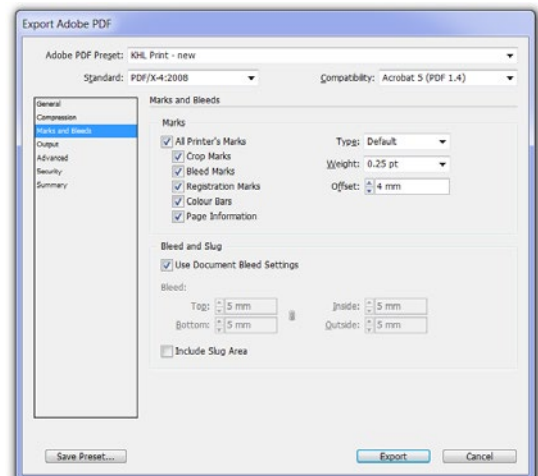 Export Adobe PDF
Adobe PDF Preset: KHL Print - new
Standard: PDF/X-4:2008 Compatibility: Acrobat 5 (PDF 1.4)
General
Compression
Marks and Bleeds
Output
Advanced
Security
Summary
Marks and Bleeds
Marks
All Printer's Marks Type: Default
Crop Marks Weight: 0.25 pt
Bleed Marks Offset: 4 mm
Registration Marks
Colour Bars
Page Information
Bleed and Slug
Use Document Bleed Settings
Bleed:
Top: 5 mm Inside: 5 mm
Bottom: 5 mm Outside: 5 mm
Include Slug Area
Save Preset... Export Cancel